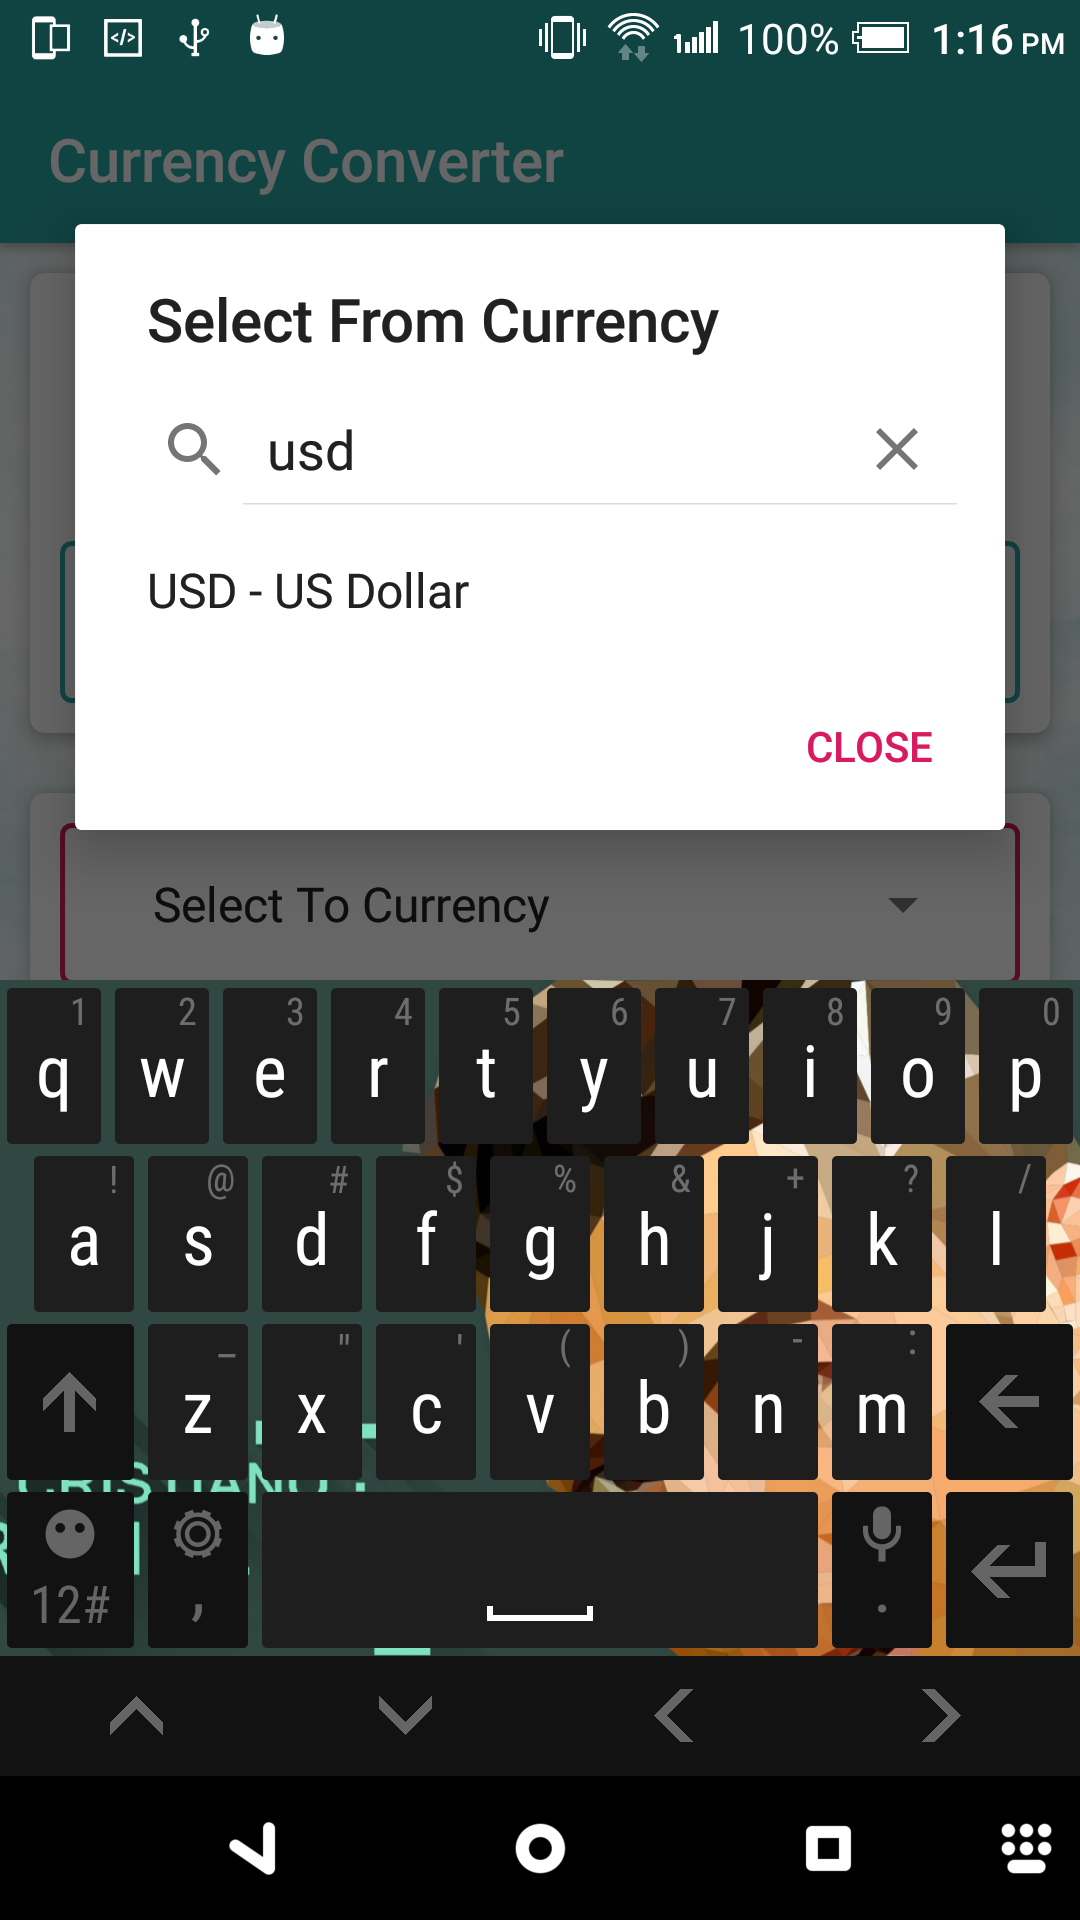 100% 1:16 PM
Currency Converter
Select From Currency
usd
USD - US Dollar
CLOSE
Select To Currency
1 2 3 4 5 6 7 8 9 0
q w e r t y u i o p
! @ # $ % & + ? /
a s d f g h j k l
_ " ' ( ) - :
z x c v b n m
CRISTIANO
12# , .